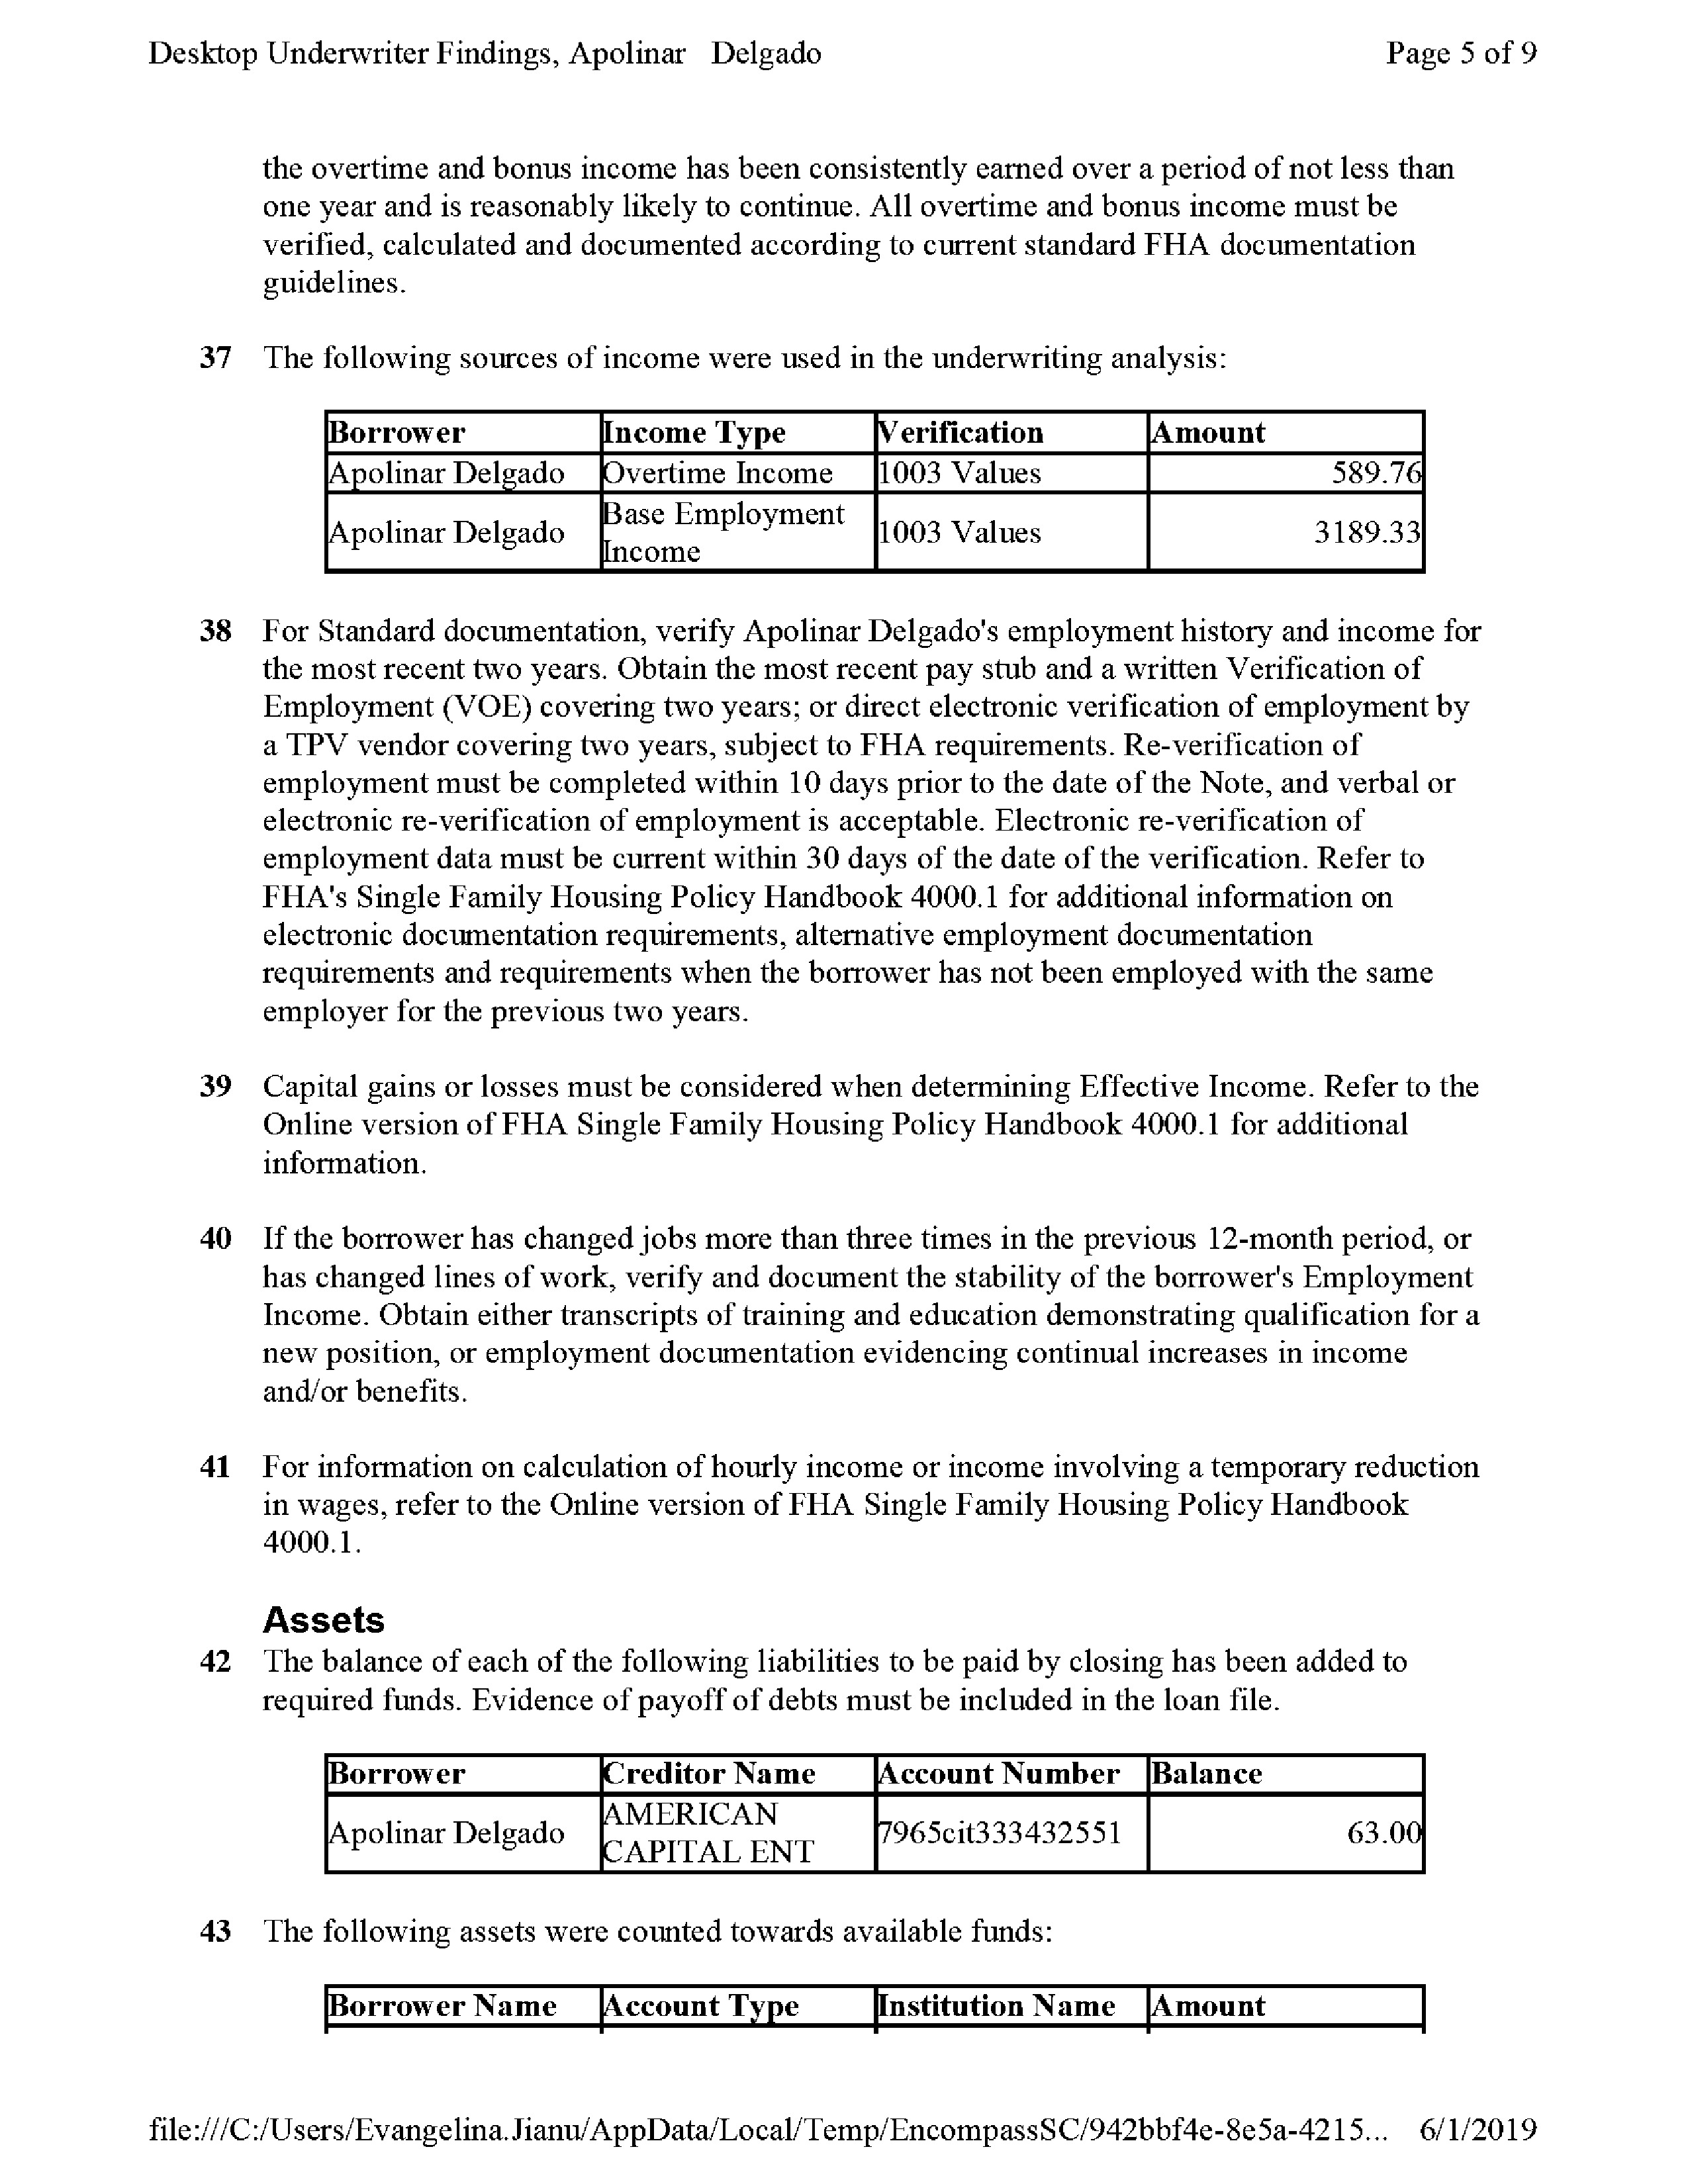 Desktop Underwriter Findings, Apolinar Delgado Page 5 of 9
the overtime and bonus income has been consistently earned over a period of not less than
one year and is reasonably likely to continue. All overtime and bonus income must be
verified, calculated and documented according to current standard FHA documentation
guidelines.
37 The following sources of income were used in the underwriting analysis:
Borrower Income Type Verification Amount
Apolinar Delgado Overtime Income 1003 Values 589.76
Apolinar Delgado Base Employment Income 1003 Values 3189.33
38 For Standard documentation, verify Apolinar Delgado's employment history and income for
the most recent two years. Obtain the most recent pay stub and a written Verification of
Employment (VOE) covering two years; or direct electronic verification of employment by
a TPV vendor covering two years, subject to FHA requirements. Re-verification of
employment must be completed within 10 days prior to the date of the Note, and verbal or
electronic re-verification of employment is acceptable. Electronic re-verification of
employment data must be current within 30 days of the date of the verification. Refer to
FHA's Single Family Housing Policy Handbook 4000.1 for additional information on
electronic documentation requirements, alternative employment documentation
requirements and requirements when the borrower has not been employed with the same
employer for the previous two years.
39 Capital gains or losses must be considered when determining Effective Income. Refer to the
Online version of FHA Single Family Housing Policy Handbook 4000.1 for additional
information.
40 If the borrower has changed jobs more than three times in the previous 12-month period, or
has changed lines of work, verify and document the stability of the borrower's Employment
Income. Obtain either transcripts of training and education demonstrating qualification for a
new position, or employment documentation evidencing continual increases in income
and/or benefits.
41 For information on calculation of hourly income or income involving a temporary reduction
in wages, refer to the Online version of FHA Single Family Housing Policy Handbook
4000.1.
Assets
42 The balance of each of the following liabilities to be paid by closing has been added to
required funds. Evidence of payoff of debts must be included in the loan file.
Borrower Creditor Name Account Number Balance
Apolinar Delgado AMERICAN CAPITAL ENT 7965cit333432551 63.00
43 The following assets were counted towards available funds:
Borrower Name Account Type Institution Name Amount
file:///C:/Users/Evangelina.Jianu/AppData/Local/Temp/EncompassSC/942bbf4e-8e5a-4215... 6/1/2019